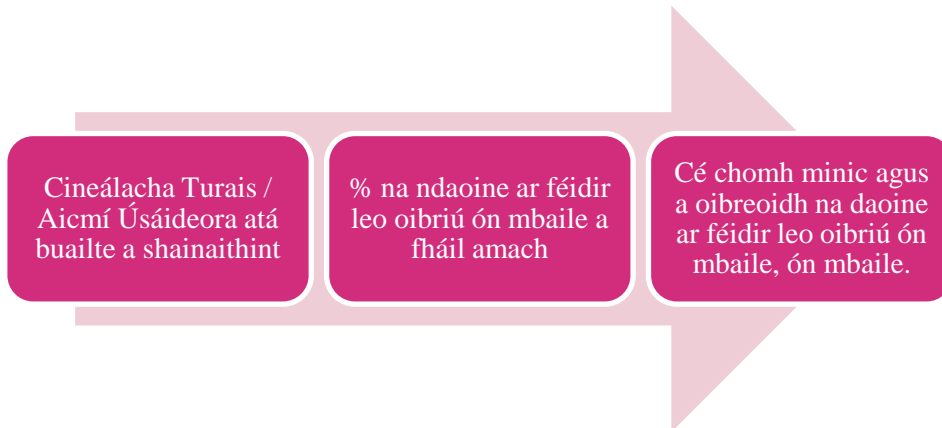 Cineálacha Turais /
Aicmí Úsáideora atá
buailte a shainaithint
% na ndaoine ar féidir
leo oibriú ón mbaile a
fháil amach
Cé chomh minic agus
a oibreoidh na daoine
ar féidir leo oibriú ón
mbaile, ón mbaile.